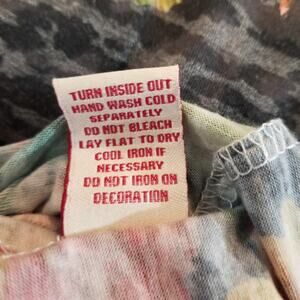 TURN INSIDE OUT
HAND WASH COLD
SEPARATELY
DO NOT BLEACH
LAY FLAT TO DRY
COOL IRON IF
NECESSARY
DO NOT IRON ON
DECORATION